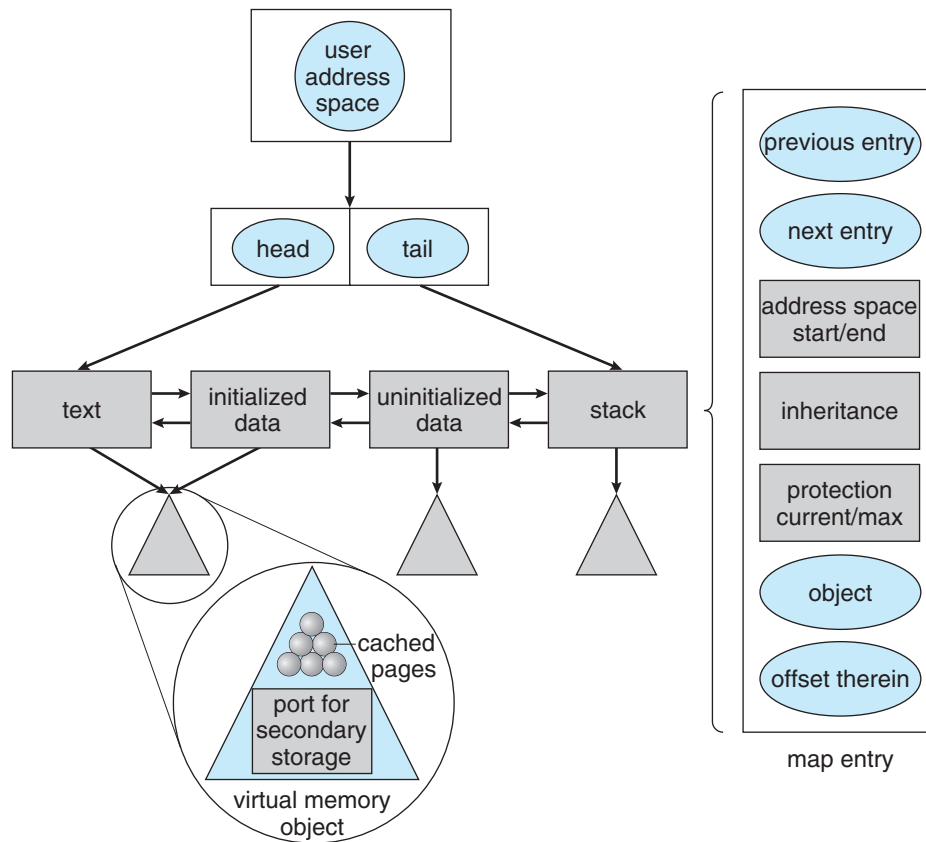 user
address
space
head
tail
text
initialized
data
uninitialized
data
stack
cached
pages
port for
secondary
storage
virtual memory
object
previous entry
next entry
address space
start/end
inheritance
protection
current/max
object
offset therein
map entry